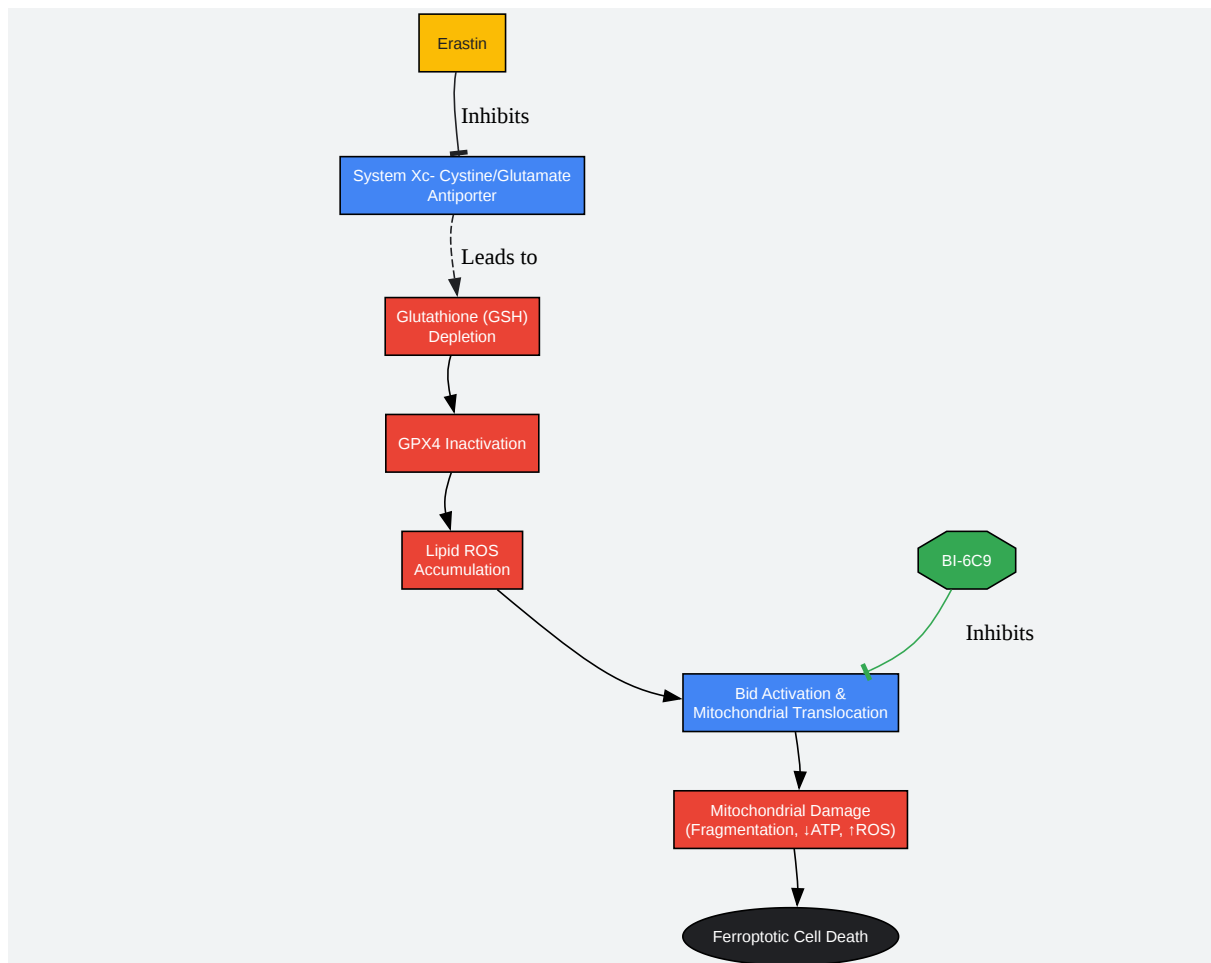 Erastin
Inhibits
System Xc- Cystine/Glutamate
Antiporter
Leads to
Glutathione (GSH)
Depletion
GPX4 Inactivation
Lipid ROS
Accumulation
BI-6C9
Inhibits
Bid Activation &
Mitochondrial Translocation
Mitochondrial Damage
(Fragmentation, ↓ATP, ↑ROS)
Ferroptotic Cell Death